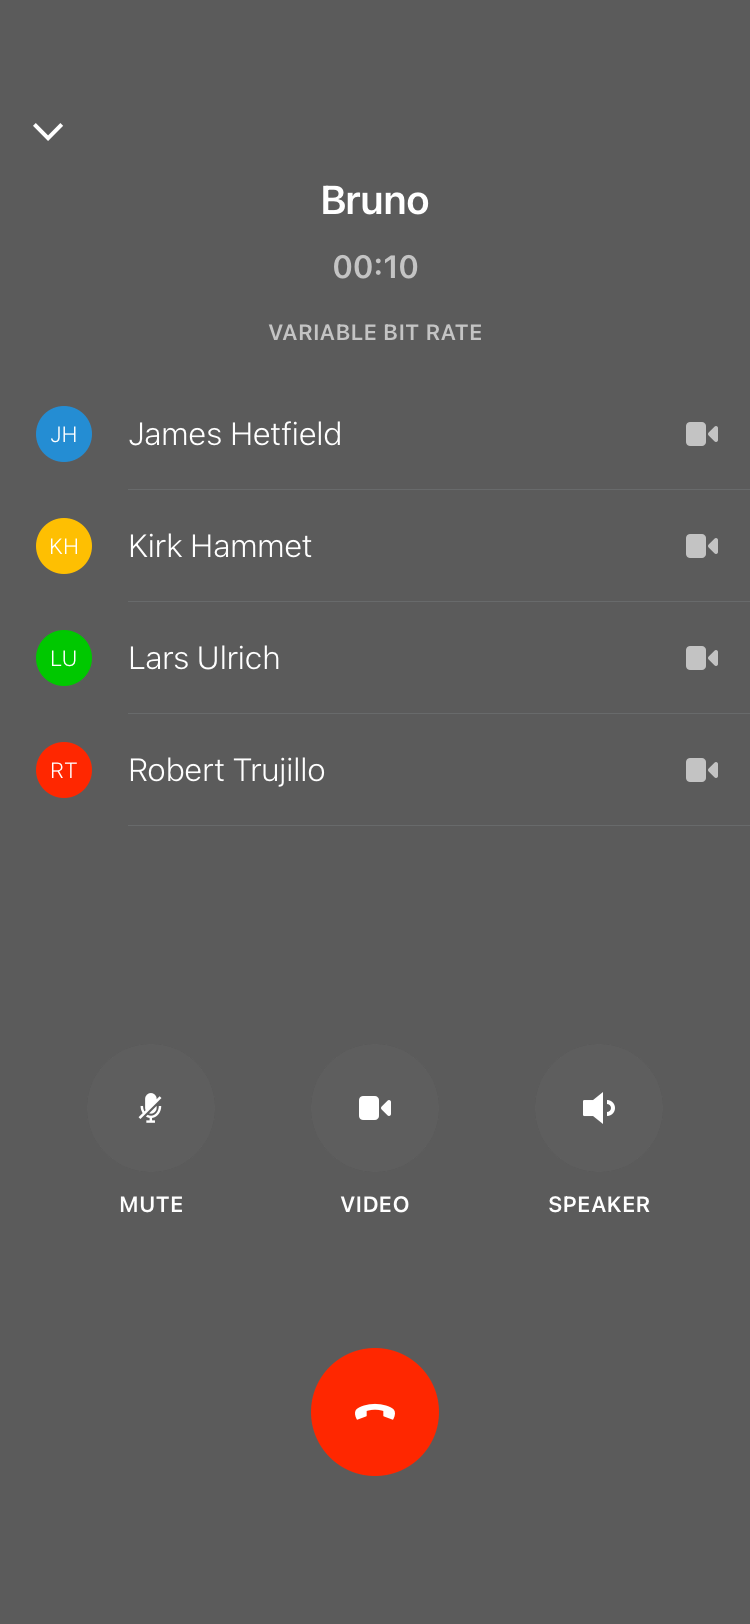 Bruno
00:10
VARIABLE BIT RATE
JH James Hetfield
KH Kirk Hammet
LU Lars Ulrich
RT Robert Trujillo
MUTE VIDEO SPEAKER